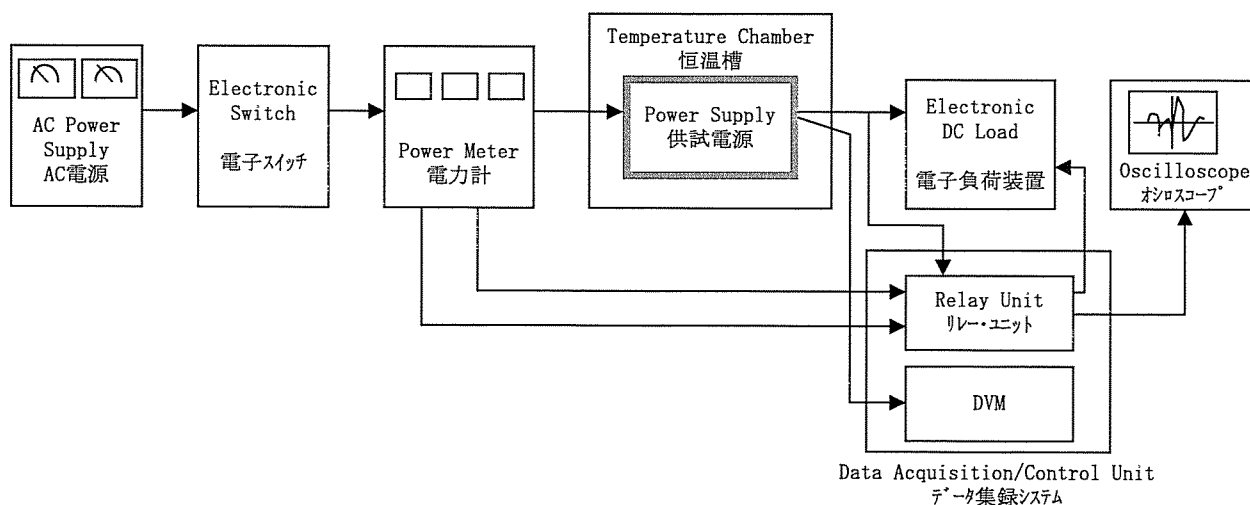 AC Power
Supply
AC電源
Electronic
Switch
電子スイッチ
Power Meter
電力計
Temperature Chamber
恒温槽
Power Supply
供試電源
Electronic
DC Load
電子負荷装置
Oscilloscope
オシロスコープ
Relay Unit
リレー・ユニット
DVM
Data Acquisition/Control Unit
データ集録システム